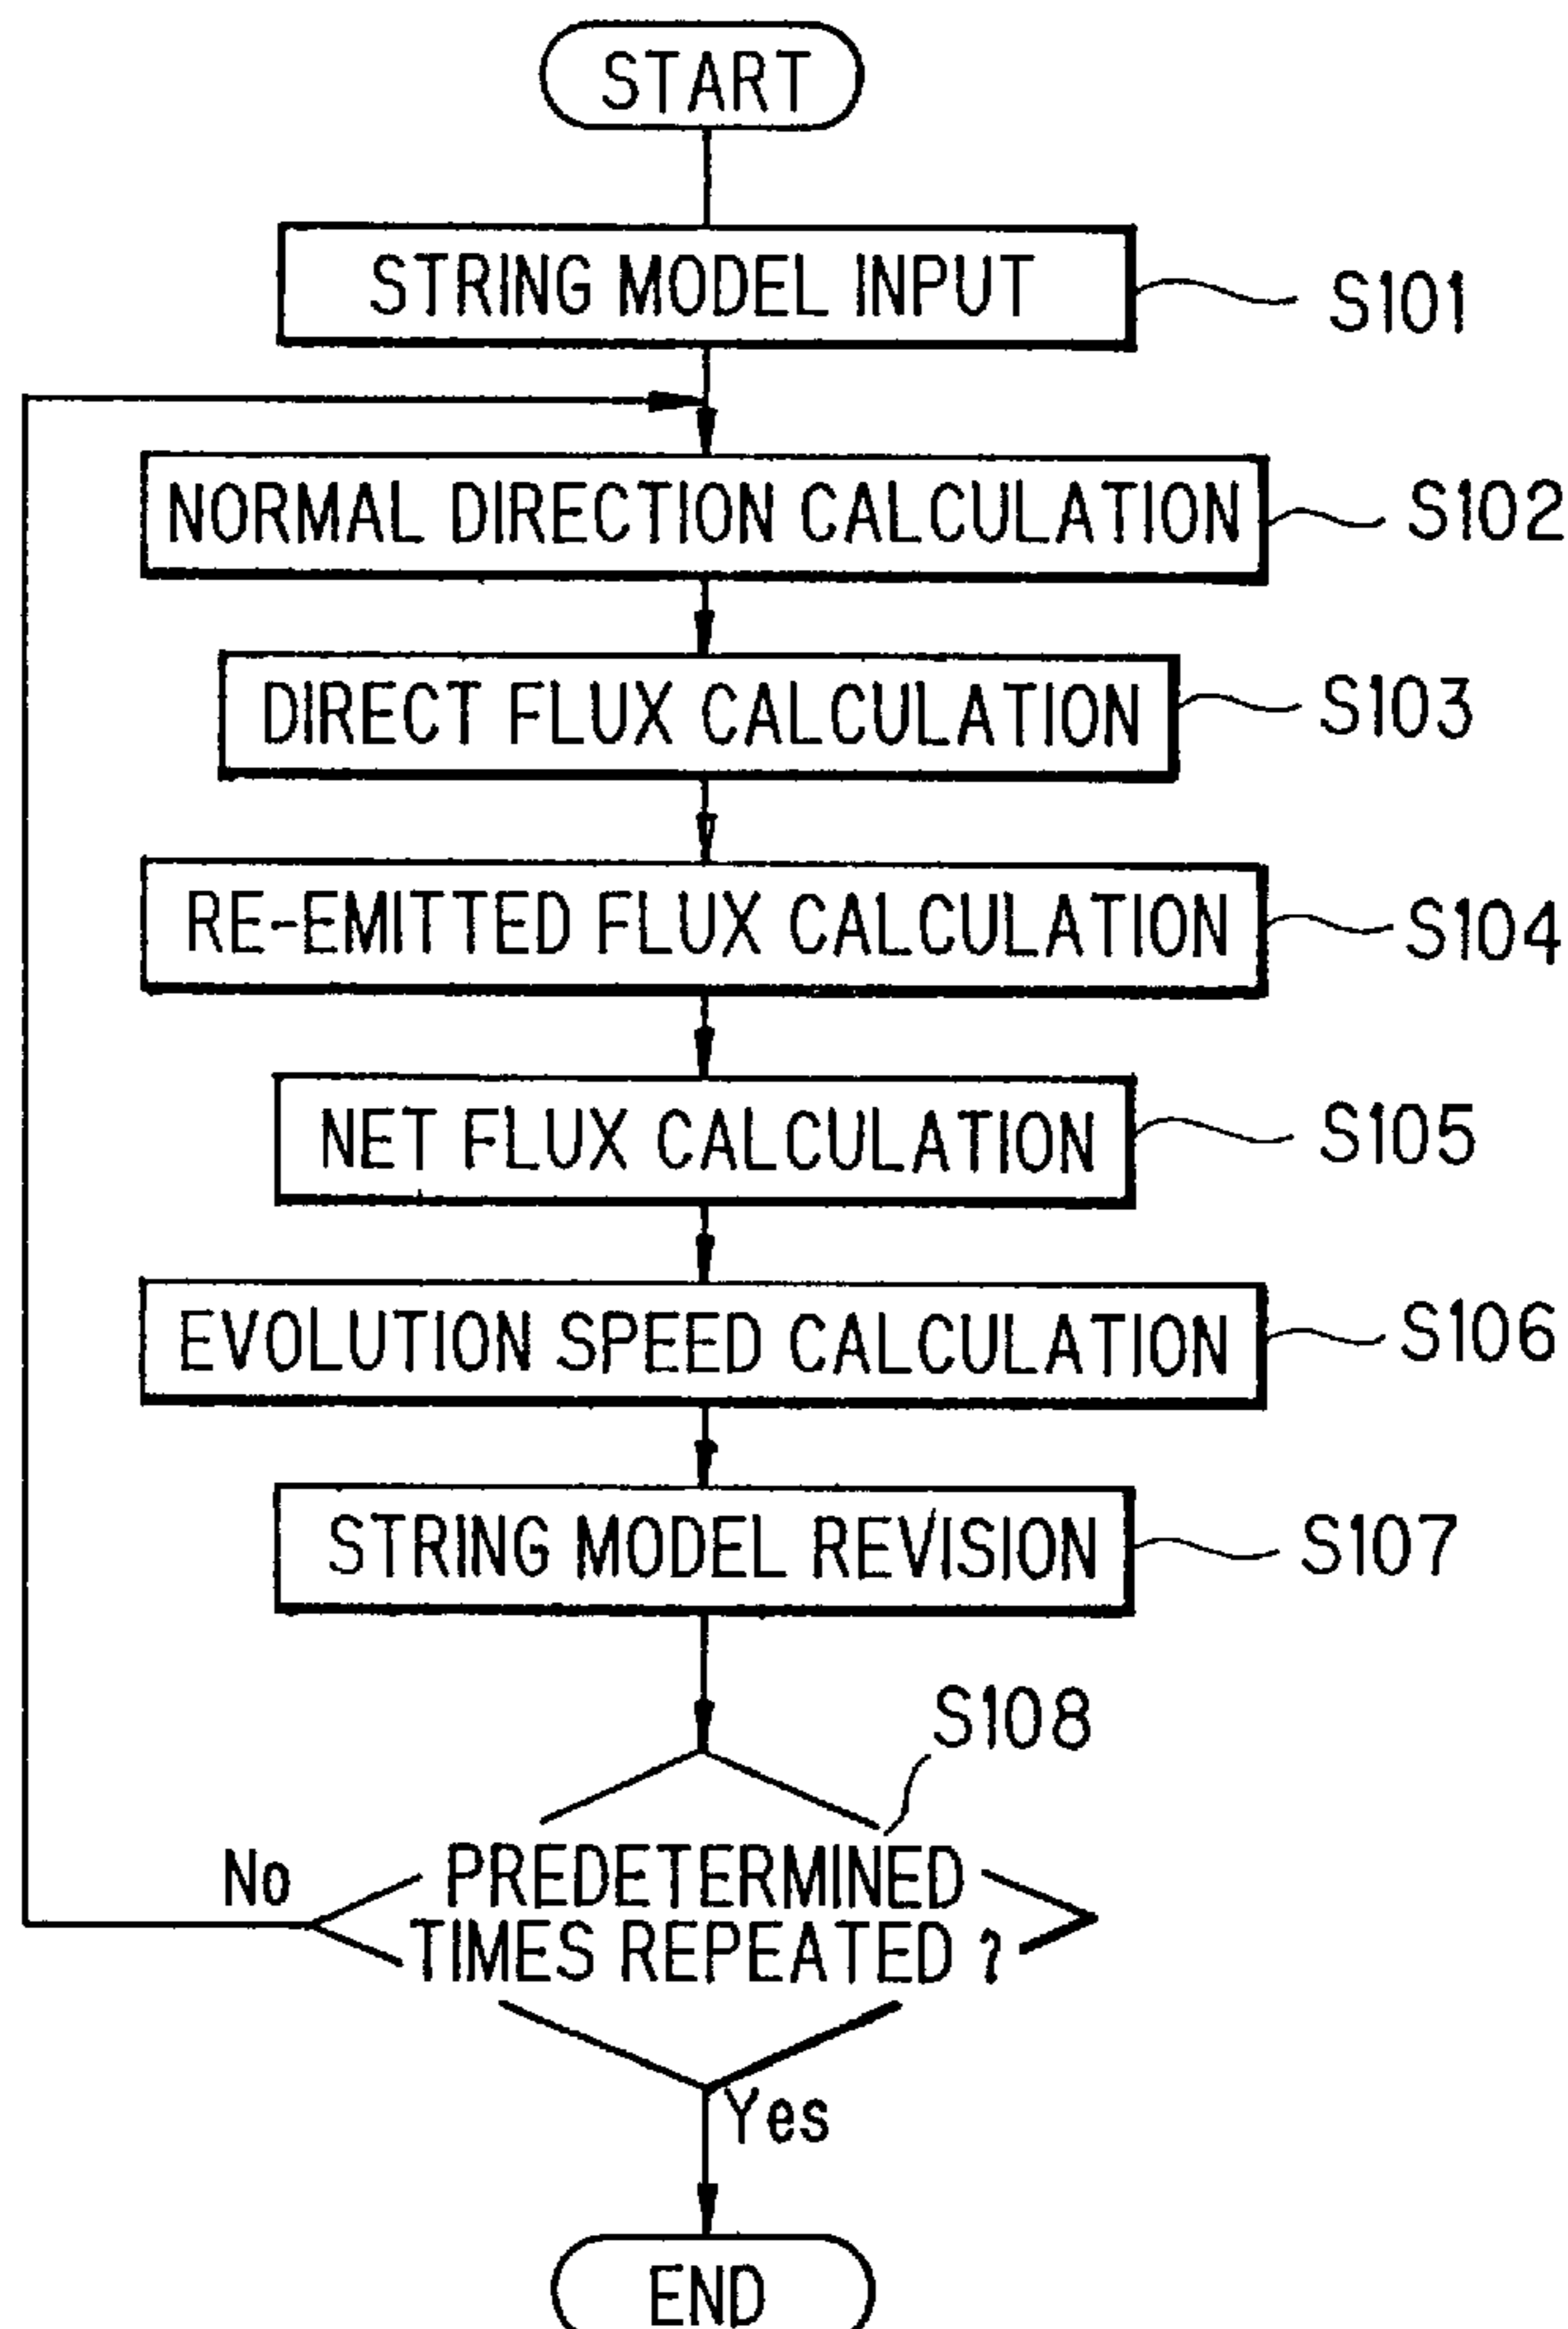 START
STRING MODEL INPUT
S101
NORMAL DIRECTION CALCULATION
S102
DIRECT FLUX CALCULATION
S103
RE-EMITTED FLUX CALCULATION
S104
NET FLUX CALCULATION
S105
EVOLUTION SPEED CALCULATION
S106
STRING MODEL REVISION
S107
S108
No
PREDETERMINED
TIMES REPEATED ?
Yes
END